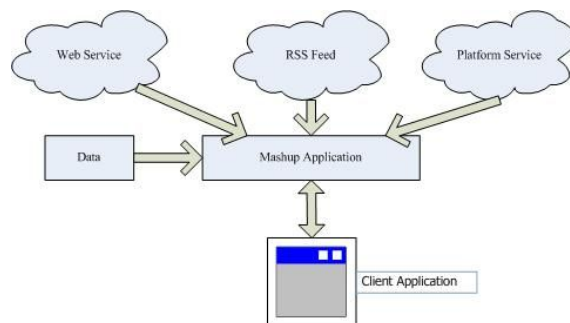 Web Service
RSS Feed
Platform Service
Data
Mashup Application
Client Application